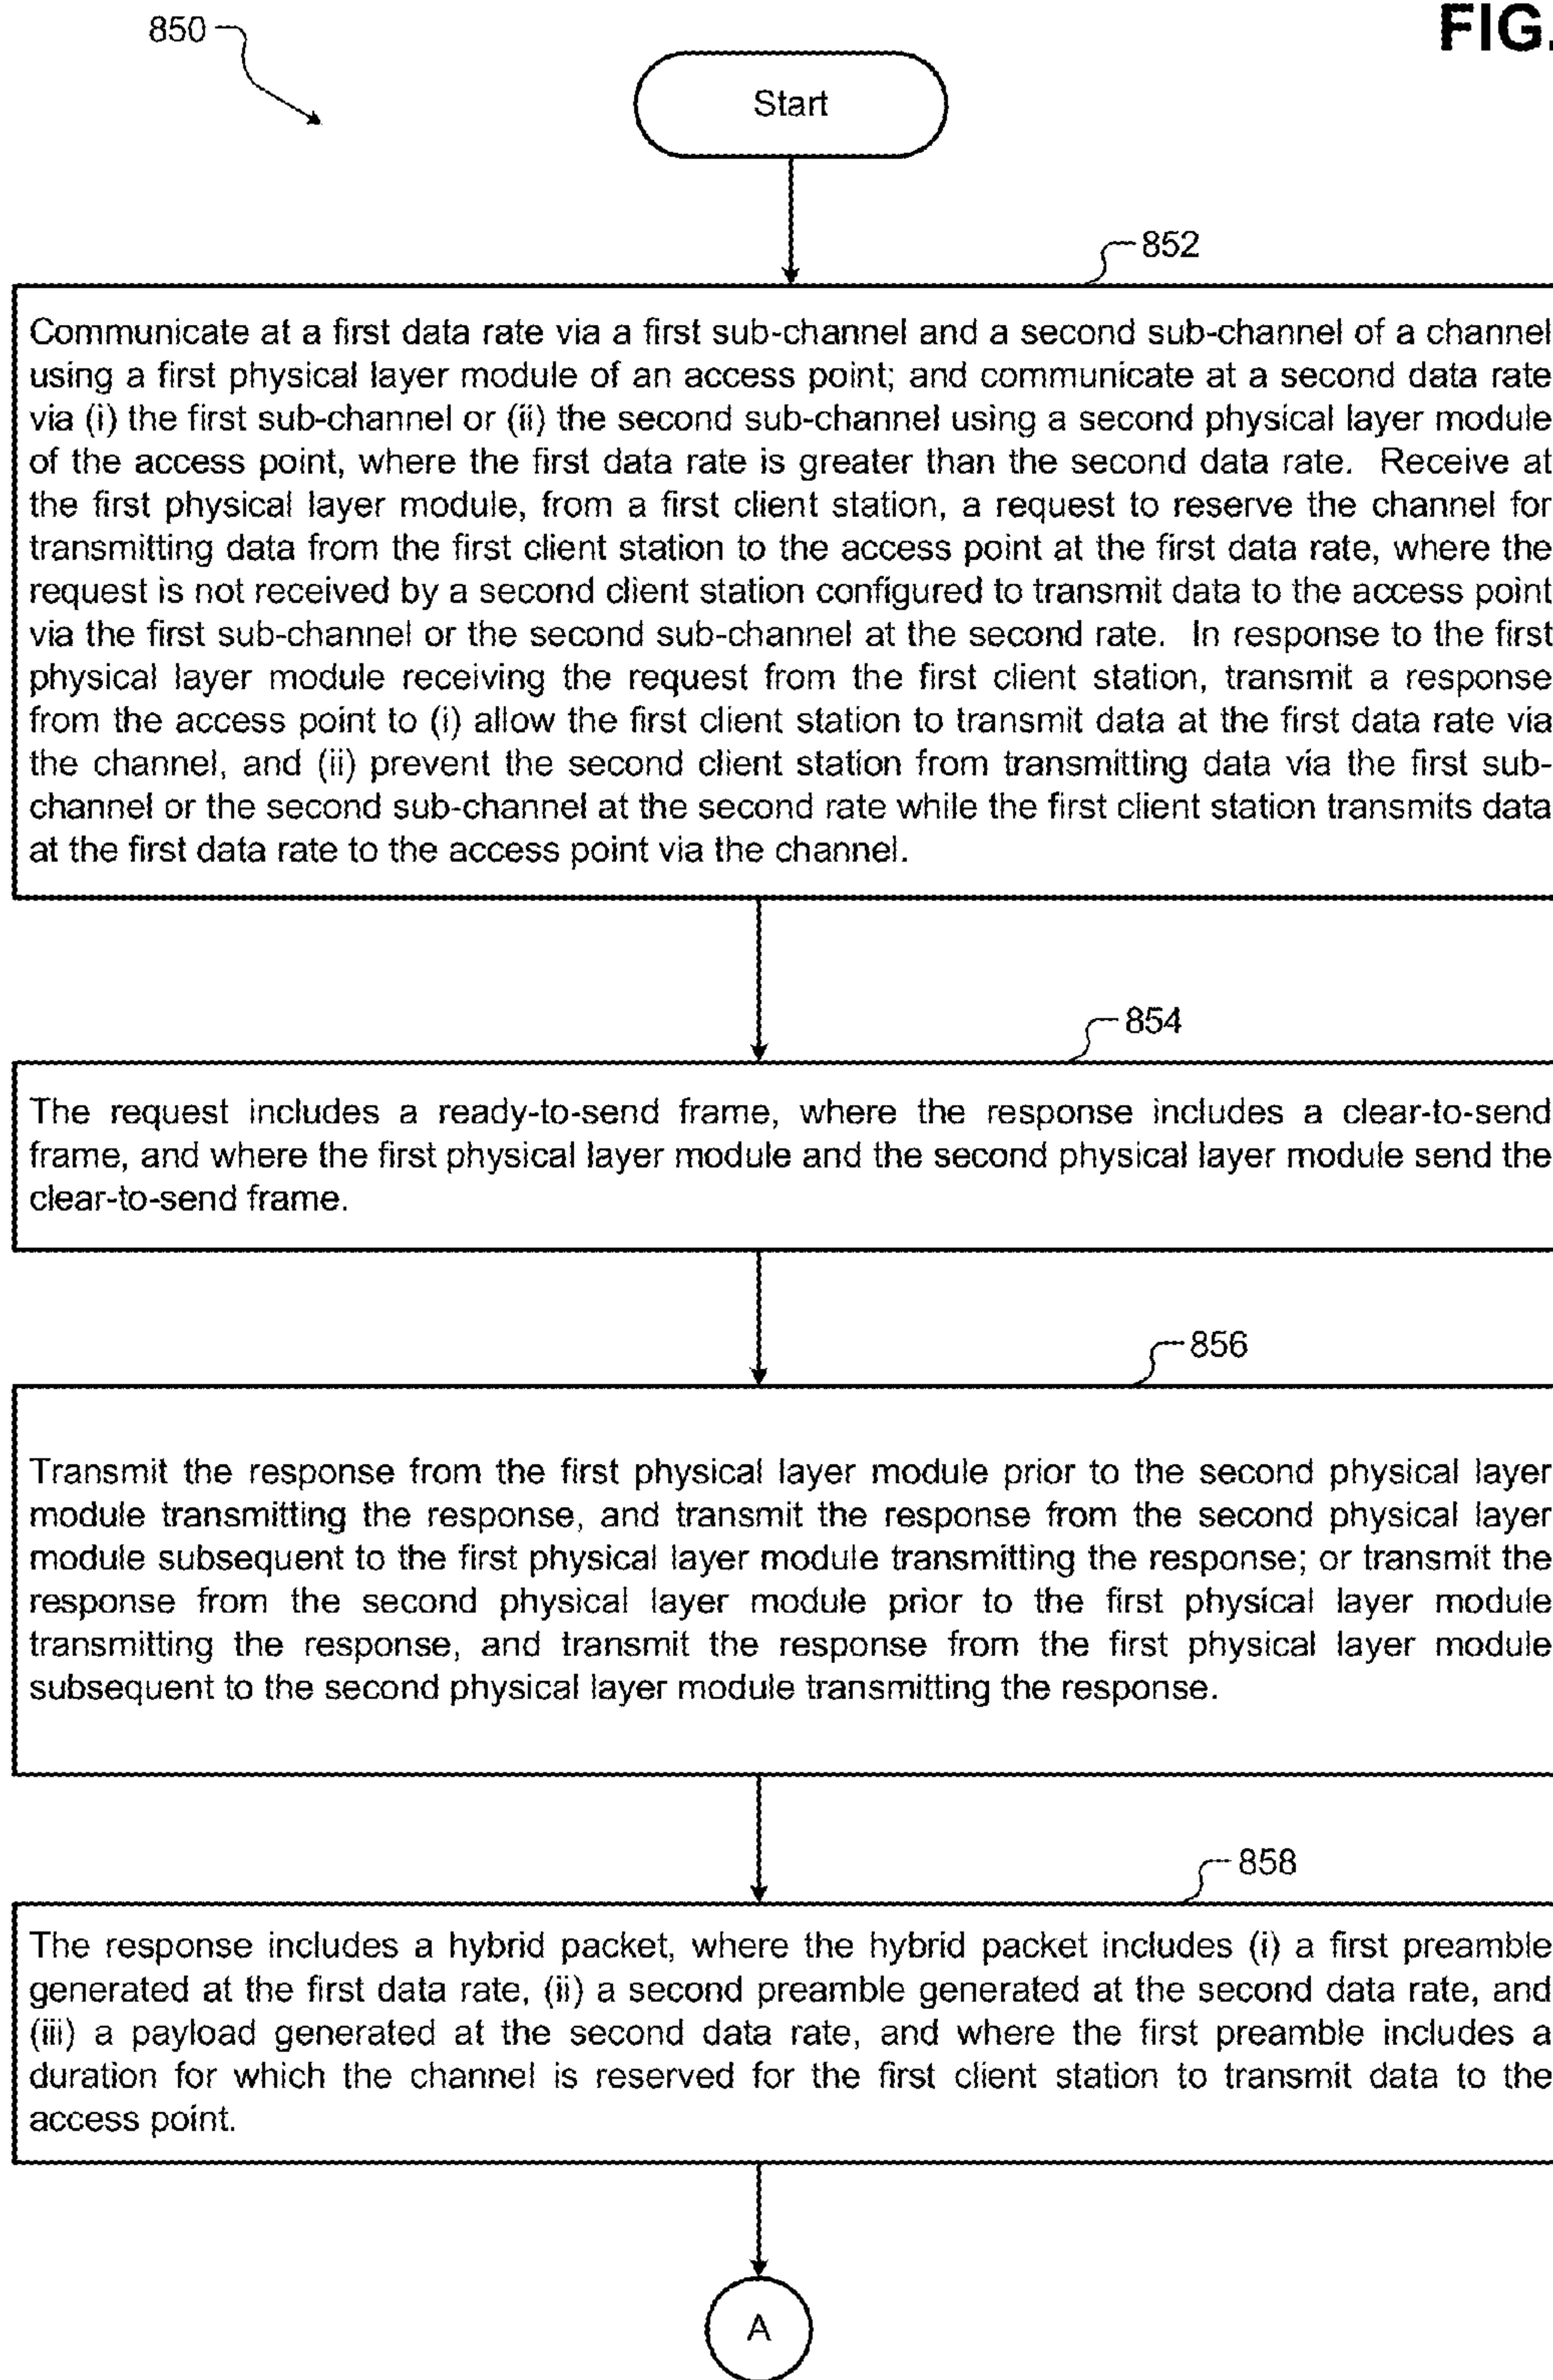 FIG.
850
Start
852
Communicate at a first data rate via a first sub-channel and a second sub-channel of a channel
using a first physical layer module of an access point; and communicate at a second data rate
via (i) the first sub-channel or (ii) the second sub-channel using a second physical layer module
of the access point, where the first data rate is greater than the second data rate. Receive at
the first physical layer module, from a first client station, a request to reserve the channel for
transmitting data from the first client station to the access point at the first data rate, where the
request is not received by a second client station configured to transmit data to the access point
via the first sub-channel or the second sub-channel at the second rate. In response to the first
physical layer module receiving the request from the first client station, transmit a response
from the access point to (i) allow the first client station to transmit data at the first data rate via
the channel, and (ii) prevent the second client station from transmitting data via the first sub-
channel or the second sub-channel at the second rate while the first client station transmits data
at the first data rate to the access point via the channel.
854
The request includes a ready-to-send frame, where the response includes a clear-to-send
frame, and where the first physical layer module and the second physical layer module send the
clear-to-send frame.
856
Transmit the response from the first physical layer module prior to the second physical layer
module transmitting the response, and transmit the response from the second physical layer
module subsequent to the first physical layer module transmitting the response; or transmit the
response from the second physical layer module prior to the first physical layer module
transmitting the response, and transmit the response from the first physical layer module
subsequent to the second physical layer module transmitting the response.
858
The response includes a hybrid packet, where the hybrid packet includes (i) a first preamble
generated at the first data rate, (ii) a second preamble generated at the second data rate, and
(iii) a payload generated at the second data rate, and where the first preamble includes a
duration for which the channel is reserved for the first client station to transmit data to the
access point.
A